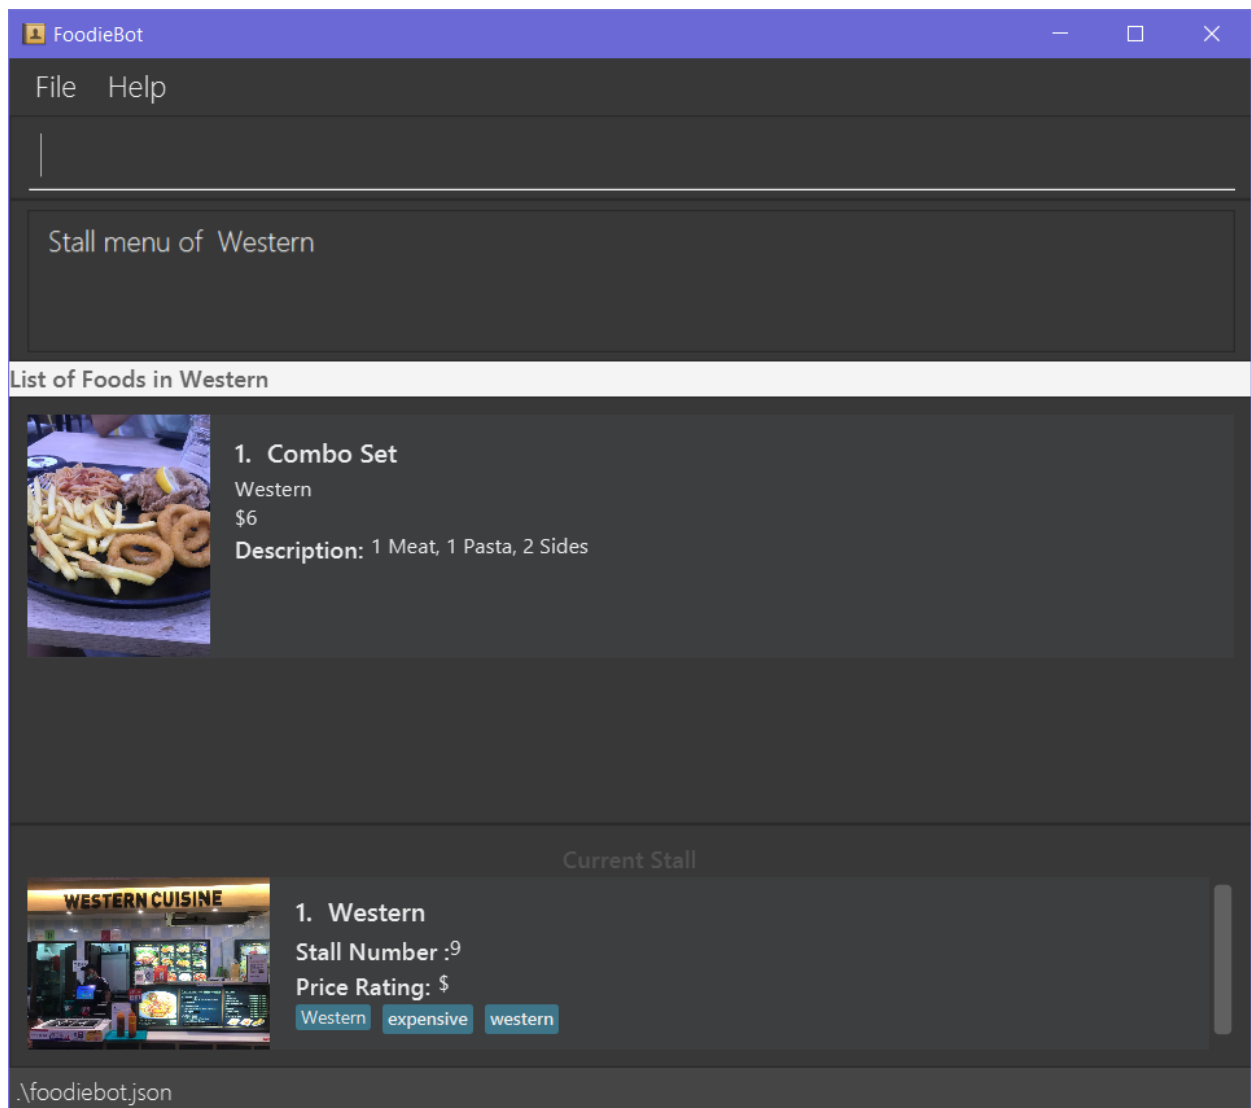 FoodieBot
File Help
Stall menu of  Western
List of Foods in Western
1.  Combo Set
Western
$6
Description: 1 Meat, 1 Pasta, 2 Sides
Current Stall
WESTERN CUISINE
1.  Western
Stall Number :9
Price Rating: $
Western expensive western
.\foodiebot.json